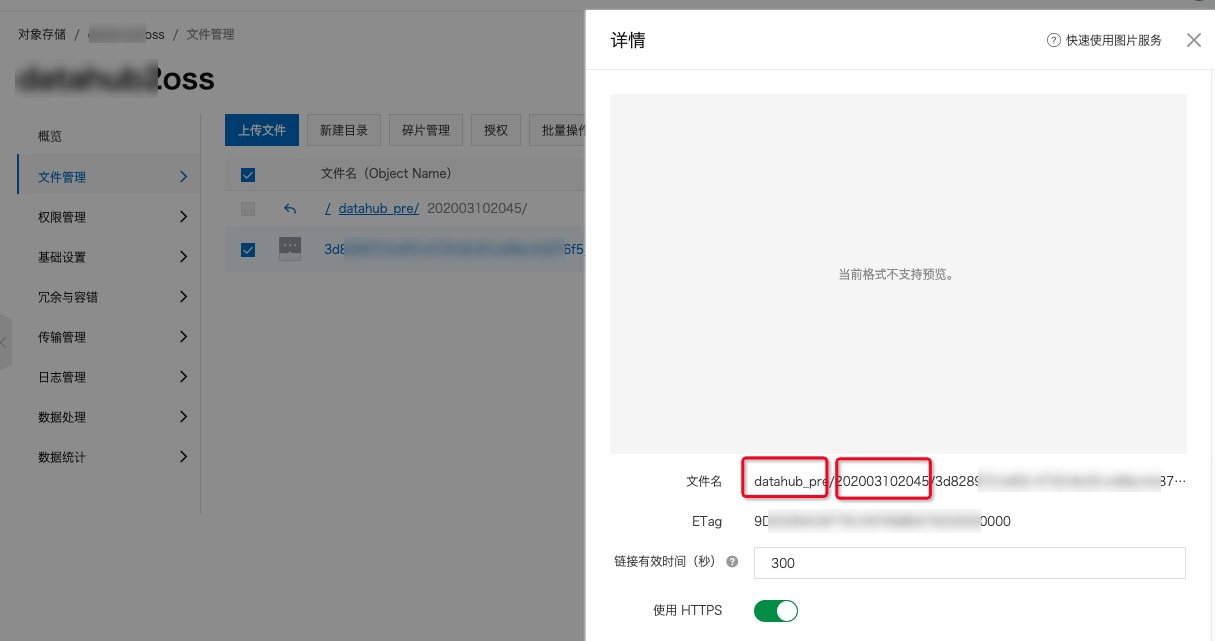 对象存储 / oss / 文件管理
oss
概览
文件管理
权限管理
基础设置
冗余与容错
传输管理
日志管理
数据处理
数据统计
上传文件 新建目录 碎片管理 授权 批量操作
文件名（Object Name）
/ datahub_pre/ 202003102045/
3d8 6f5
详情
快速使用图片服务
当前格式不支持预览。
文件名 datahub_pre/202003102045/3d8289 87…
ETag 9D 0000
链接有效时间（秒） 300
使用 HTTPS